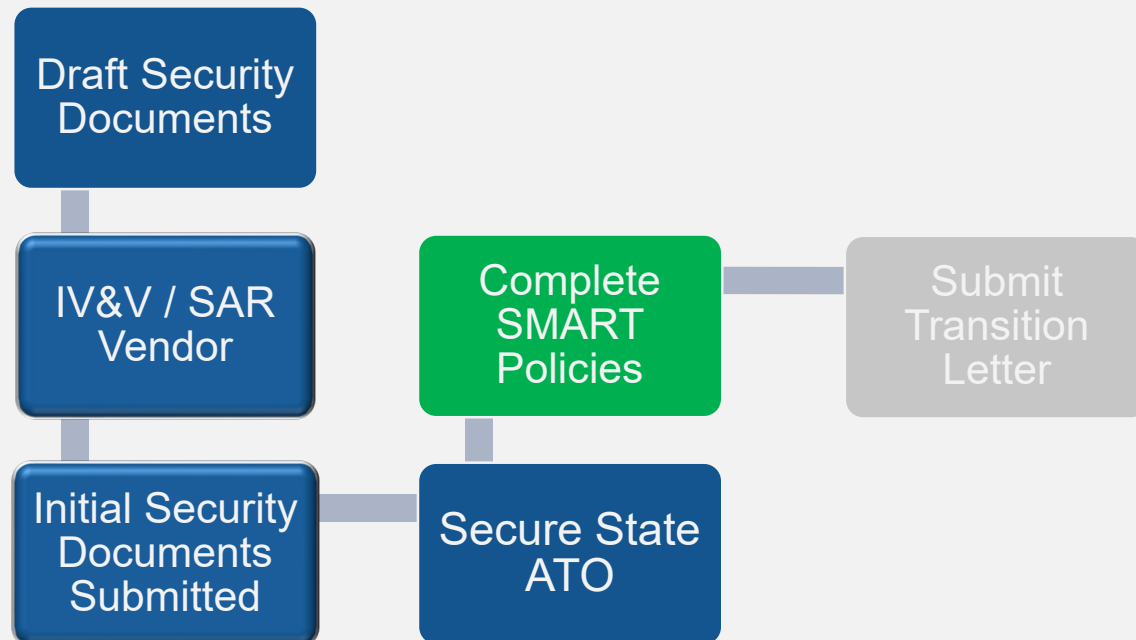 Draft Security
Documents
IV&V / SAR
Vendor
Initial Security
Documents
Submitted
Secure State
ATO
Complete
SMART
Policies
Submit
Transition
Letter